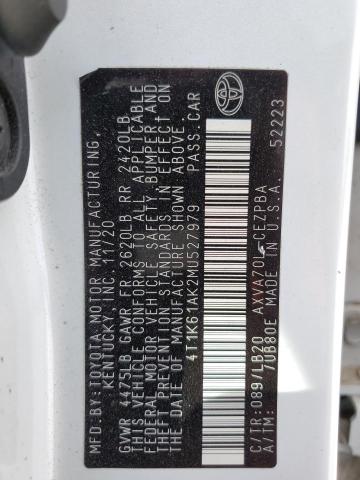 MFD. BY: TOYOTA MOTOR MANUFACTURING,
KENTUCKY, INC. 11/20
GVWR 4475LB GAWR FR 2620LB RR 2420LB
THIS VEHICLE CONFORMS TO ALL APPLICABLE
FEDERAL MOTOR VEHICLE SAFETY, BUMPER AND
THEFT PREVENTION STANDARDS IN EFFECT ON
THE DATE OF MANUFACTURE SHOWN ABOVE.
4T1K61AK2MU527979 PASS.CAR
C/TR:089/LB20 AXVA70L-CEZPBA
A/TM: 7BB80E MADE IN U.S.A.
52223